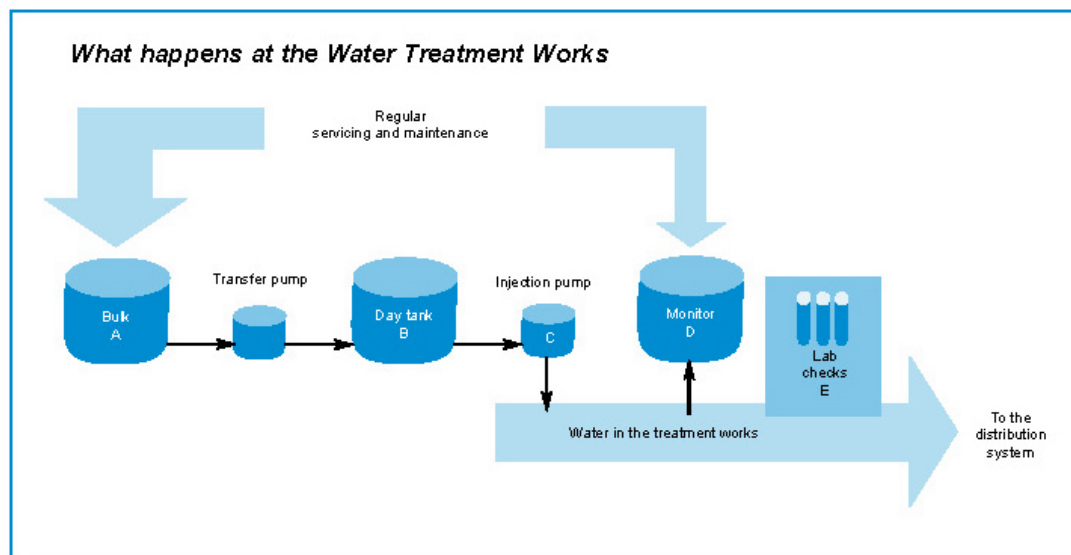 What happens at the Water Treatment Works
Regular
servicing and maintenance
Bulk
A
Transfer pump
Day tank
B
Injection pump
C
Monitor
D
Lab
checks
E
Water in the treatment works
To the
distribution
system